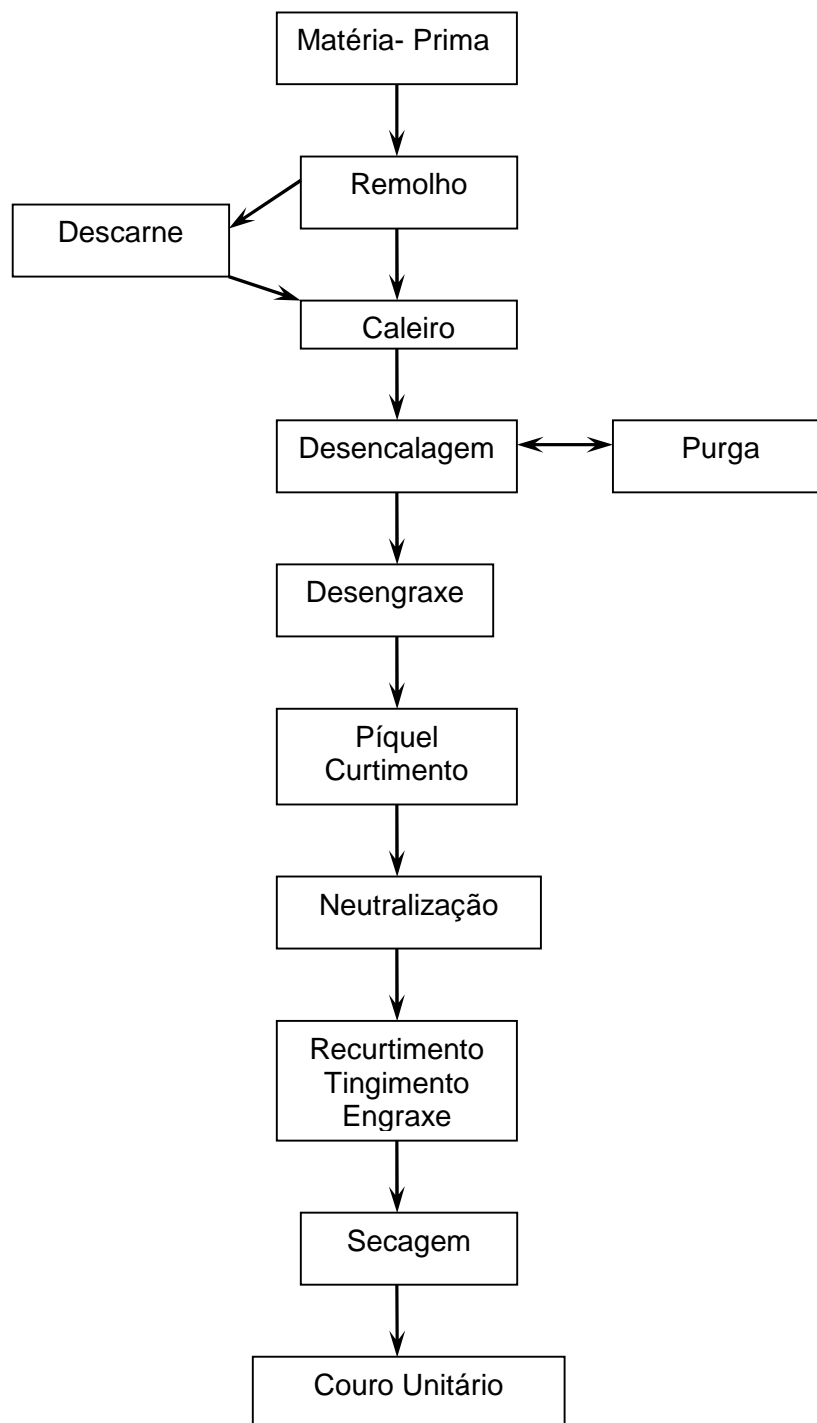 Matéria- Prima
Remolho
Descarne
Caleiro
Desencalagem
Purga
Desengraxe
Píquel
Curtimento
Neutralização
Recurtimento
Tingimento
Engraxe
Secagem
Couro Unitário